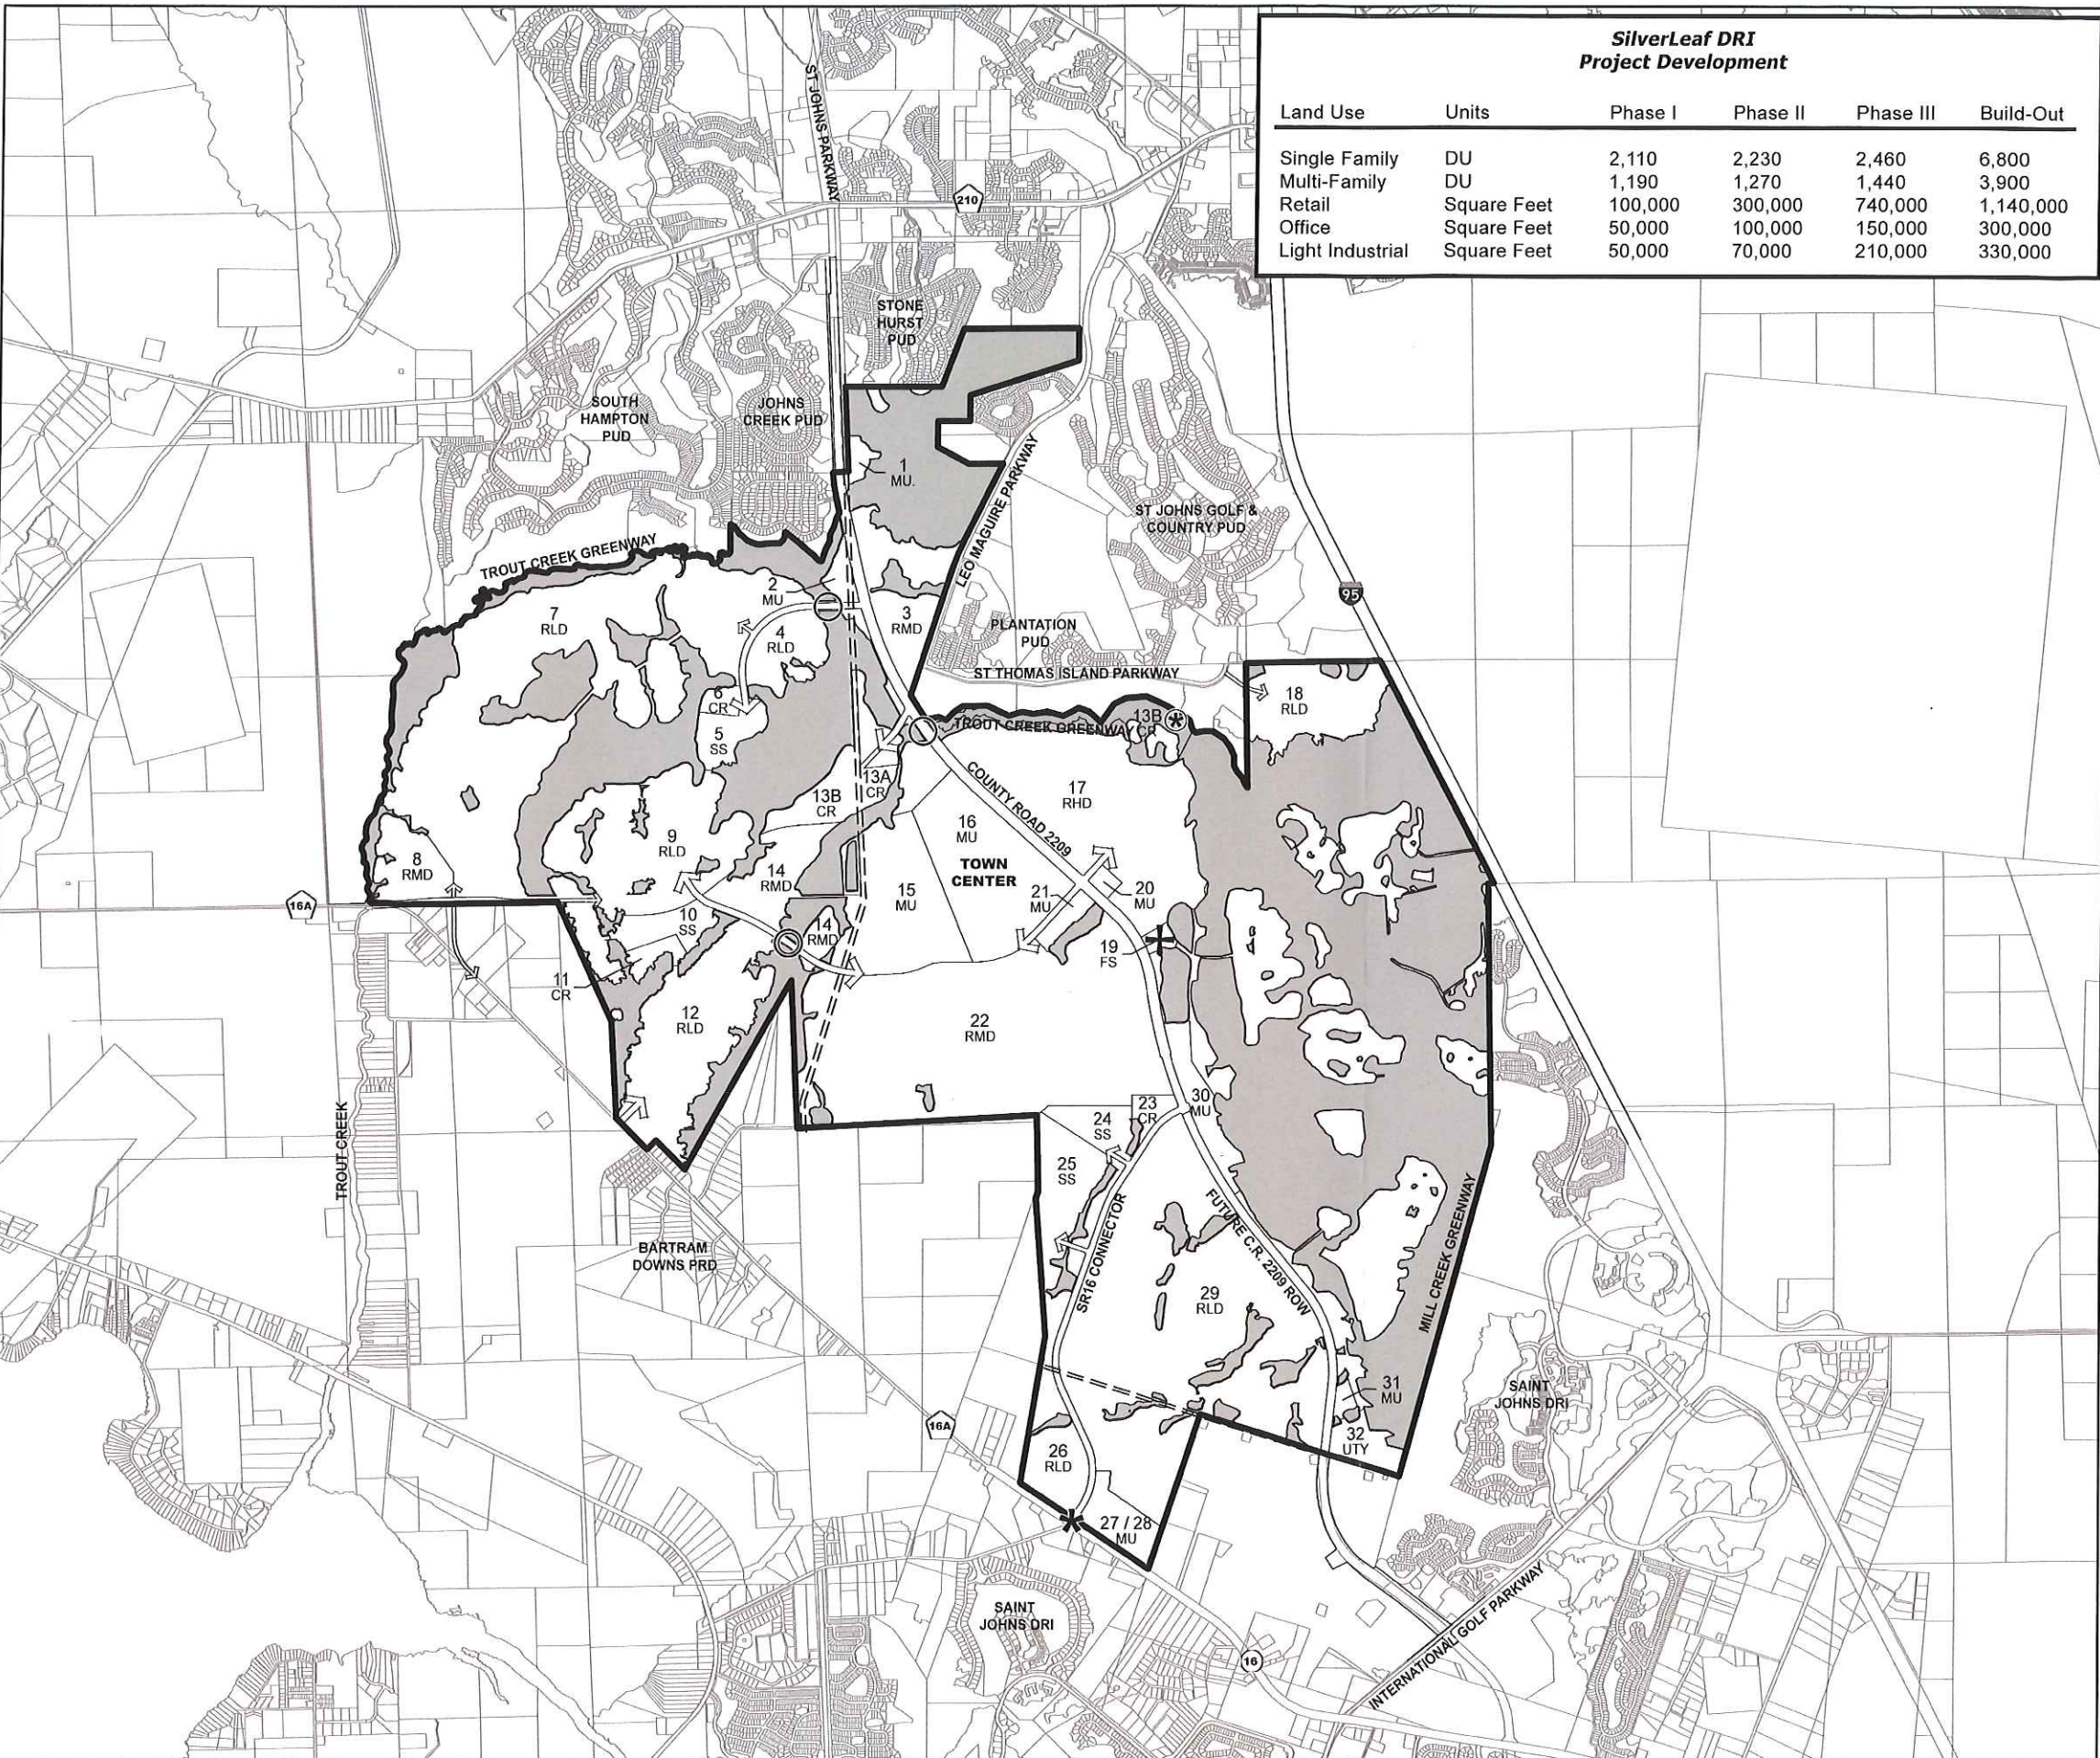 SilverLeaf DRI
Project Development
Land Use Units Phase I Phase II Phase III Build-Out
Single Family DU 2,110 2,230 2,460 6,800
Multi-Family DU 1,190 1,270 1,440 3,900
Retail Square Feet 100,000 300,000 740,000 1,140,000
Office Square Feet 50,000 100,000 150,000 300,000
Light Industrial Square Feet 50,000 70,000 210,000 330,000
ST JOHNS PARKWAY
210
STONE
HURST
PUD
SOUTH
HAMPTON
PUD
JOHNS
CREEK PUD
1
MU.
LEO MAGUIRE PARKWAY
ST JOHNS GOLF &
COUNTRY PUD
TROUT CREEK GREENWAY
95
2
MU
7
RLD
4
RLD
3
RMD
PLANTATION
PUD
ST THOMAS ISLAND PARKWAY
18
RLD
6
CR
5
SS
TROUT CREEK GREENWAY
13B
CR
13A
CR
13B
CR
COUNTY ROAD 2209
17
RHD
16
MU
TOWN
CENTER
9
RLD
8
RMD
14
RMD
15
MU
21
MU
20
MU
16A
10
SS
14
RMD
19
FS
11
CR
12
RLD
22
RMD
30
MU
23
CR
24
SS
25
SS
TROUT CREEK
SR16 CONNECTOR
FUTURE C.R. 2209 ROW
MILL CREEK GREENWAY
BARTRAM
DOWNS PRD
29
RLD
31
MU
SAINT
JOHNS DRI
16A
32
UTY
26
RLD
27 / 28
MU
SAINT
JOHNS DRI
INTERNATIONAL GOLF PARKWAY
16